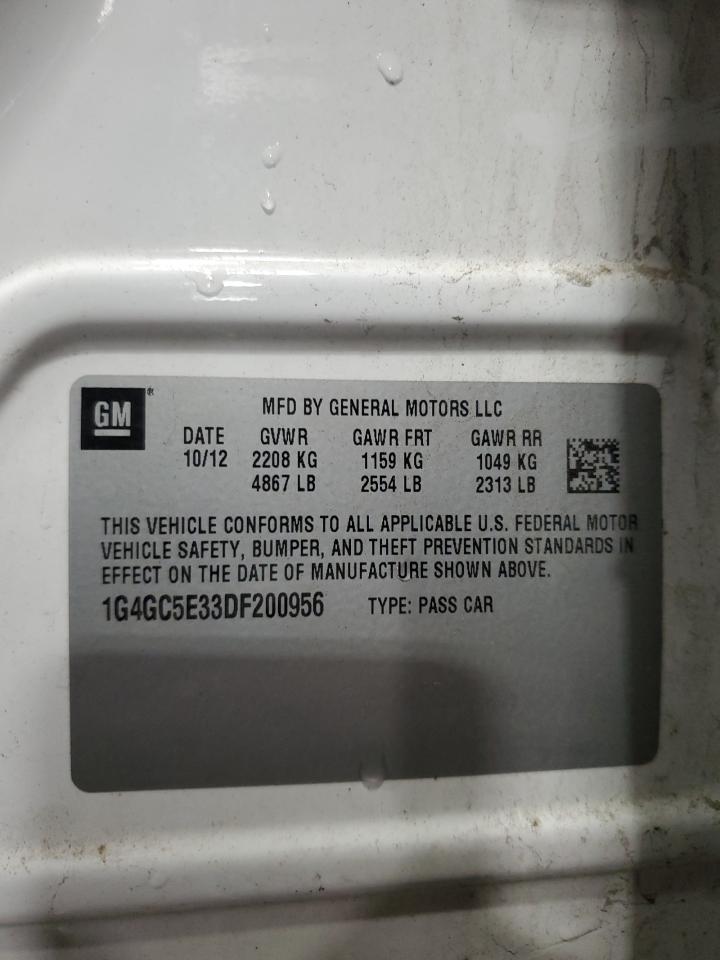 GM®
MFD BY GENERAL MOTORS LLC
DATE GVWR GAWR FRT GAWR RR
10/12 2208 KG 1159 KG 1049 KG
4867 LB 2554 LB 2313 LB
THIS VEHICLE CONFORMS TO ALL APPLICABLE U.S. FEDERAL MOTOR
VEHICLE SAFETY, BUMPER, AND THEFT PREVENTION STANDARDS IN
EFFECT ON THE DATE OF MANUFACTURE SHOWN ABOVE.
1G4GC5E33DF200956 TYPE: PASS CAR